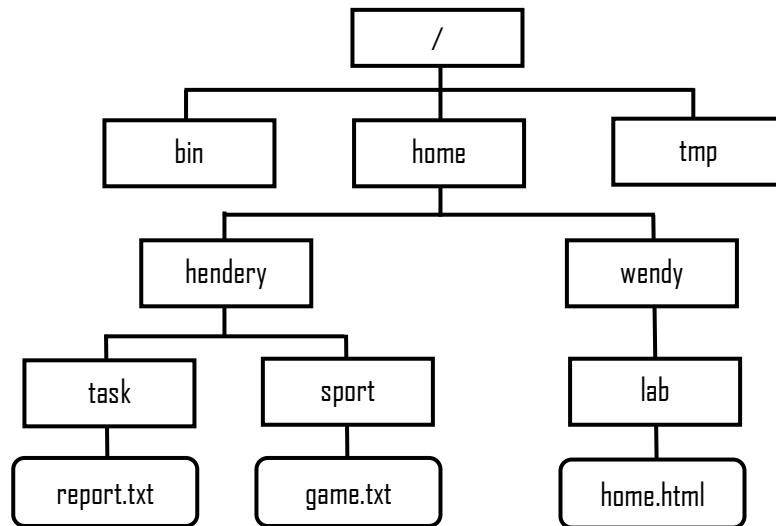 /
bin
home
tmp
hendery
wendy
task
sport
lab
report.txt
game.txt
home.html